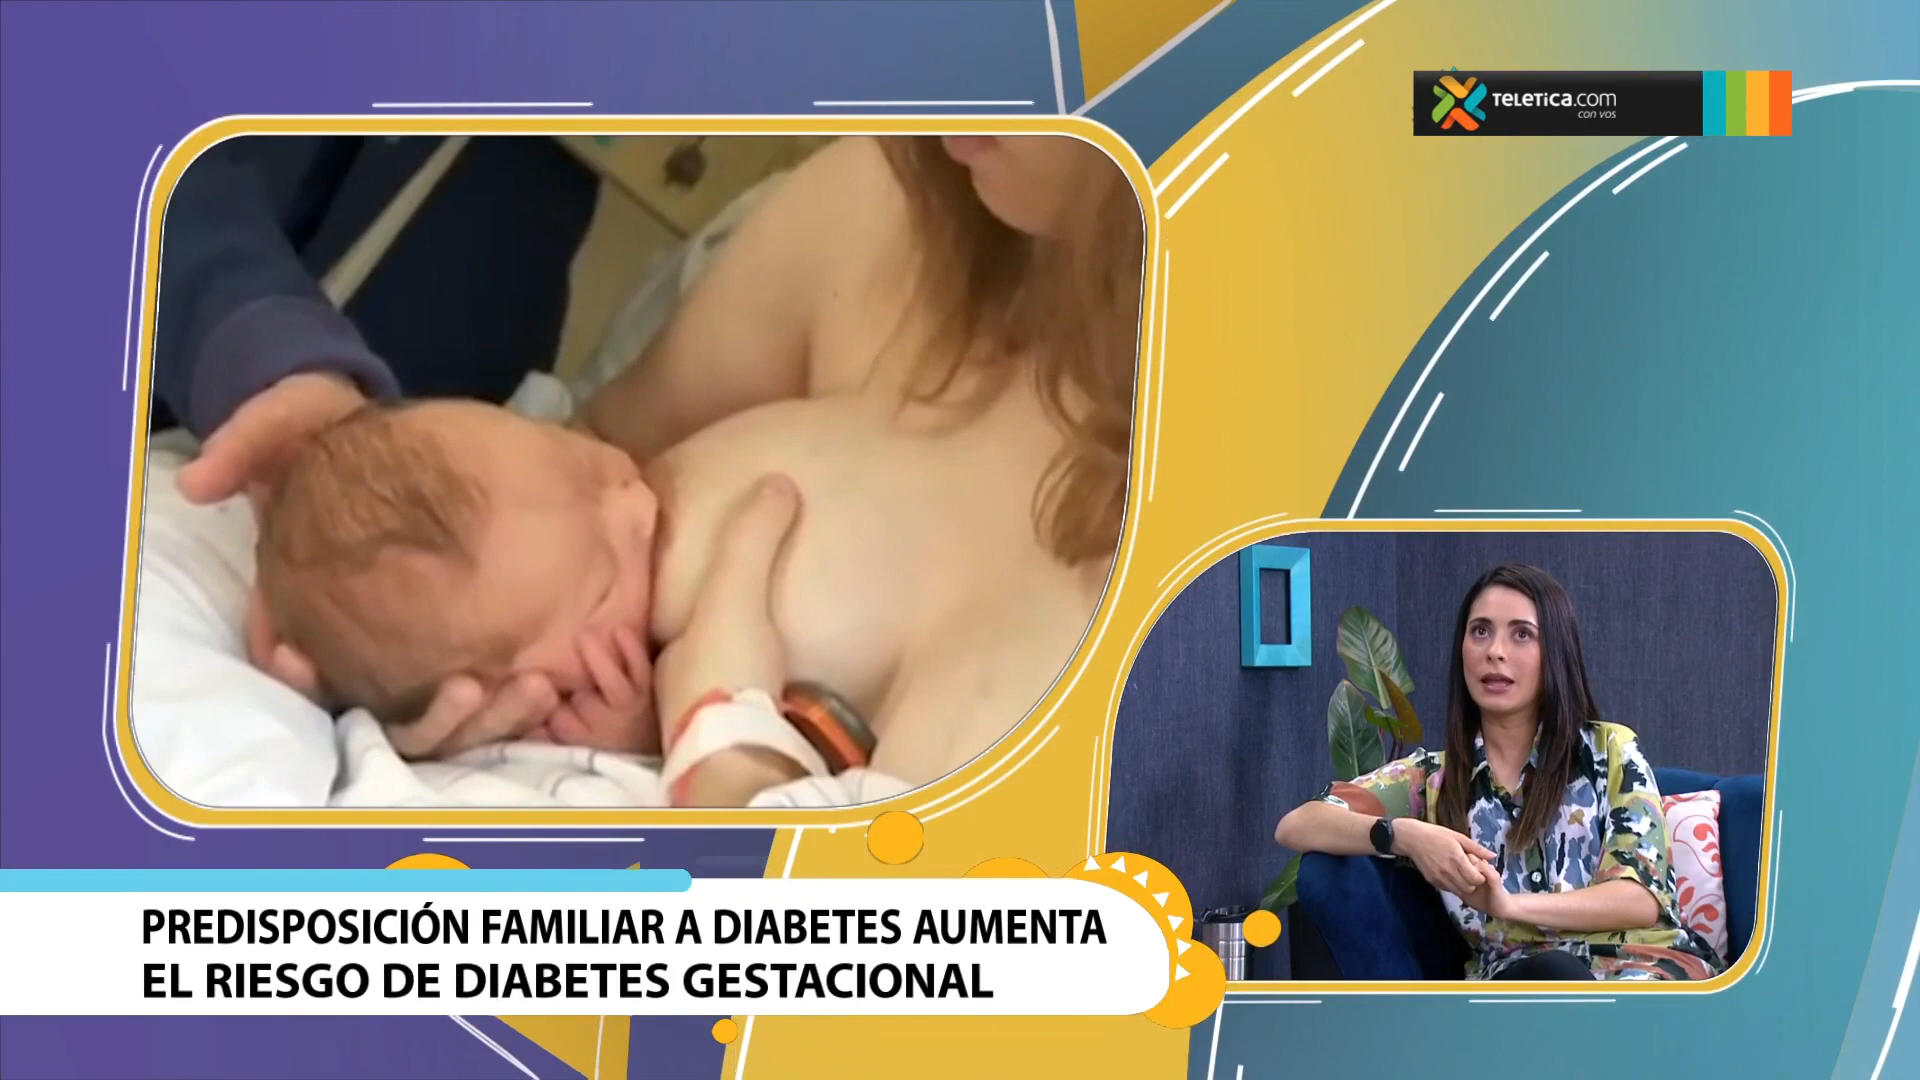 TELETICA.com
con vos
PREDISPOSICIÓN FAMILIAR A DIABETES AUMENTA
EL RIESGO DE DIABETES GESTACIONAL